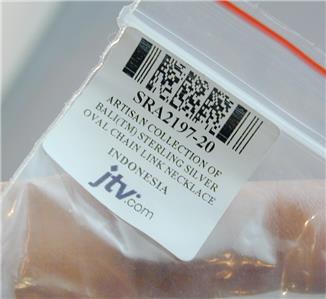 SRA2197-20
ARTISAN COLLECTION OF
BALI(TM) STERLING SILVER
OVAL CHAIN LINK NECKLACE
INDONESIA
jtv.com